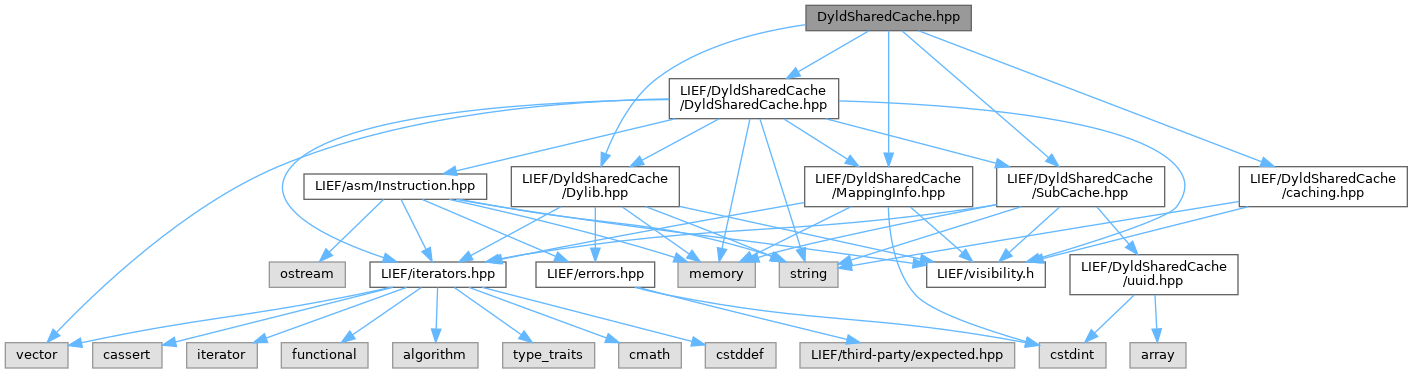 DyldSharedCache.hpp
LIEF/DyldSharedCache
/DyldSharedCache.hpp
LIEF/asm/Instruction.hpp
LIEF/DyldSharedCache
/Dylib.hpp
LIEF/DyldSharedCache
/MappingInfo.hpp
LIEF/DyldSharedCache
/SubCache.hpp
LIEF/DyldSharedCache
/caching.hpp
ostream
LIEF/iterators.hpp
LIEF/errors.hpp
memory
string
LIEF/visibility.h
LIEF/DyldSharedCache
/uuid.hpp
vector
cassert
iterator
functional
algorithm
type_traits
cmath
cstddef
LIEF/third-party/expected.hpp
cstdint
array